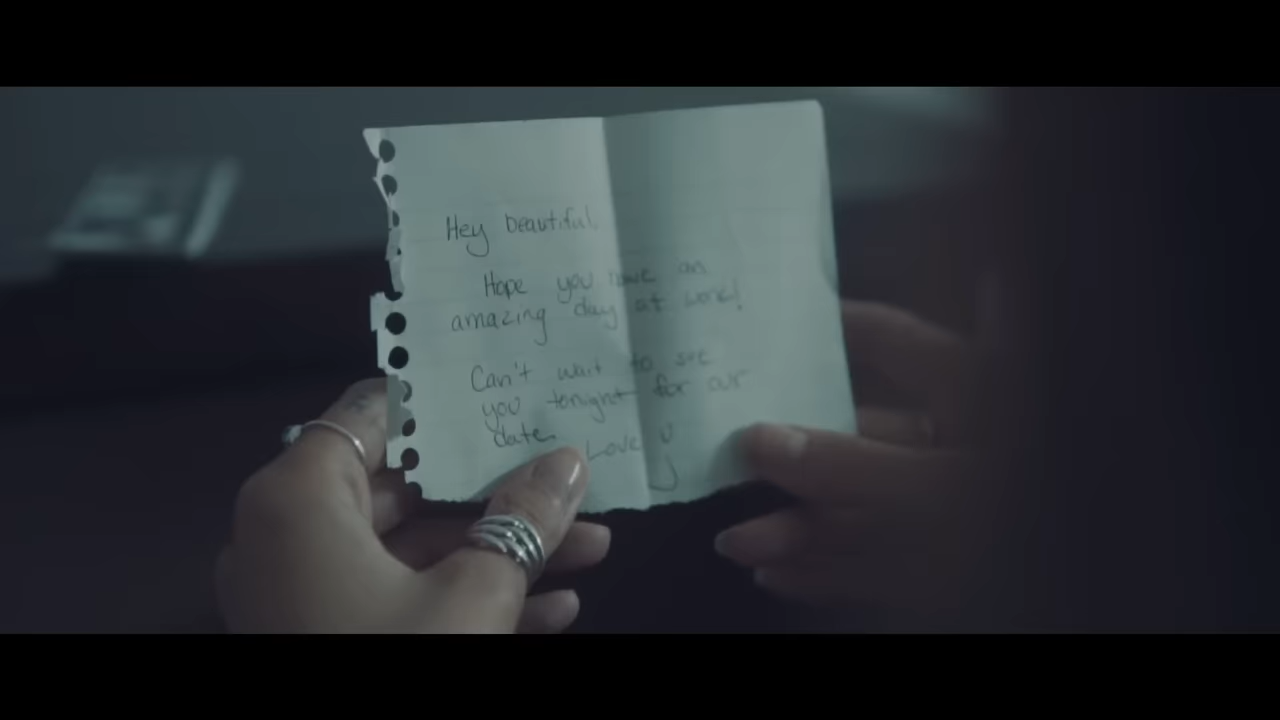 Hey beautiful,
Hope you have an
amazing day at work!
Can't wait to see
you tonight for our
date.
Love U